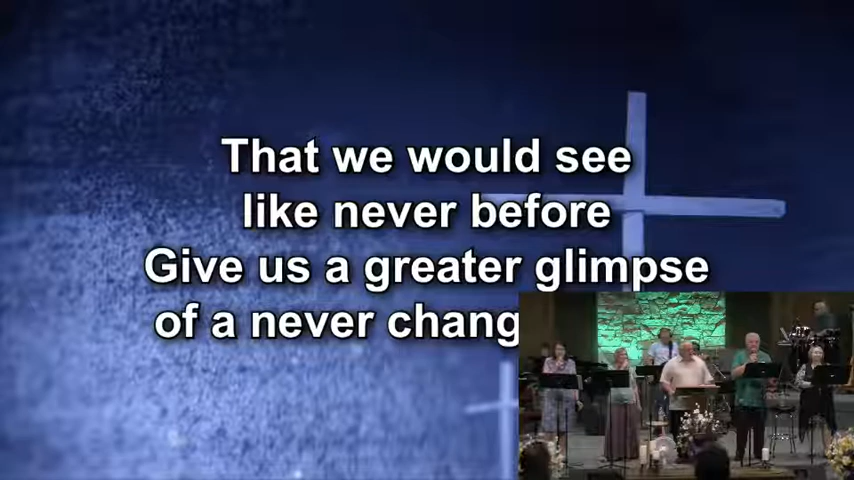 That we would see
like never before
Give us a greater glimpse
of a never chang